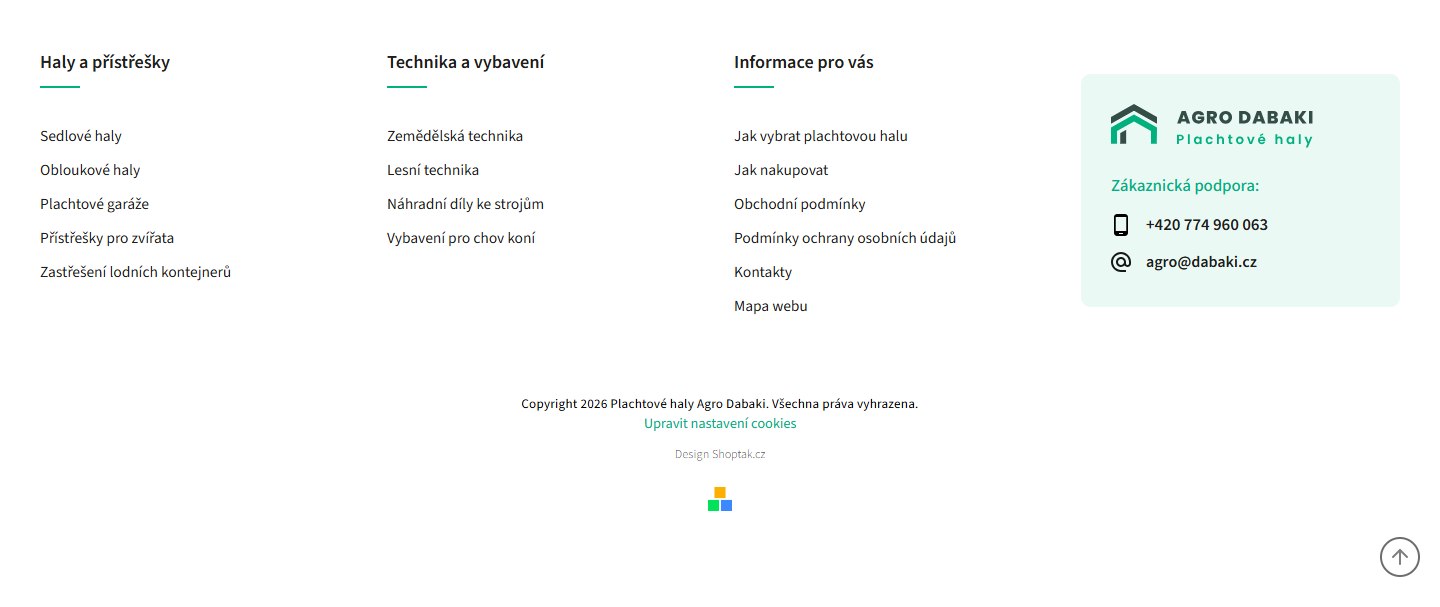 Haly a přístřešky
Sedlové haly
Obloukové haly
Plachtové garáže
Přístřešky pro zvířata
Zastřešení lodních kontejnerů
Technika a vybavení
Zemědělská technika
Lesní technika
Náhradní díly ke strojům
Vybavení pro chov koní
Informace pro vás
Jak vybrat plachtovou halu
Jak nakupovat
Obchodní podmínky
Podmínky ochrany osobních údajů
Kontakty
Mapa webu
AGRO DABAKI
Plachtové haly
Zákaznická podpora:
+420 774 960 063
agro@dabaki.cz
Copyright 2026 Plachtové haly Agro Dabaki. Všechna práva vyhrazena.
Upravit nastavení cookies
Design Shoptak.cz